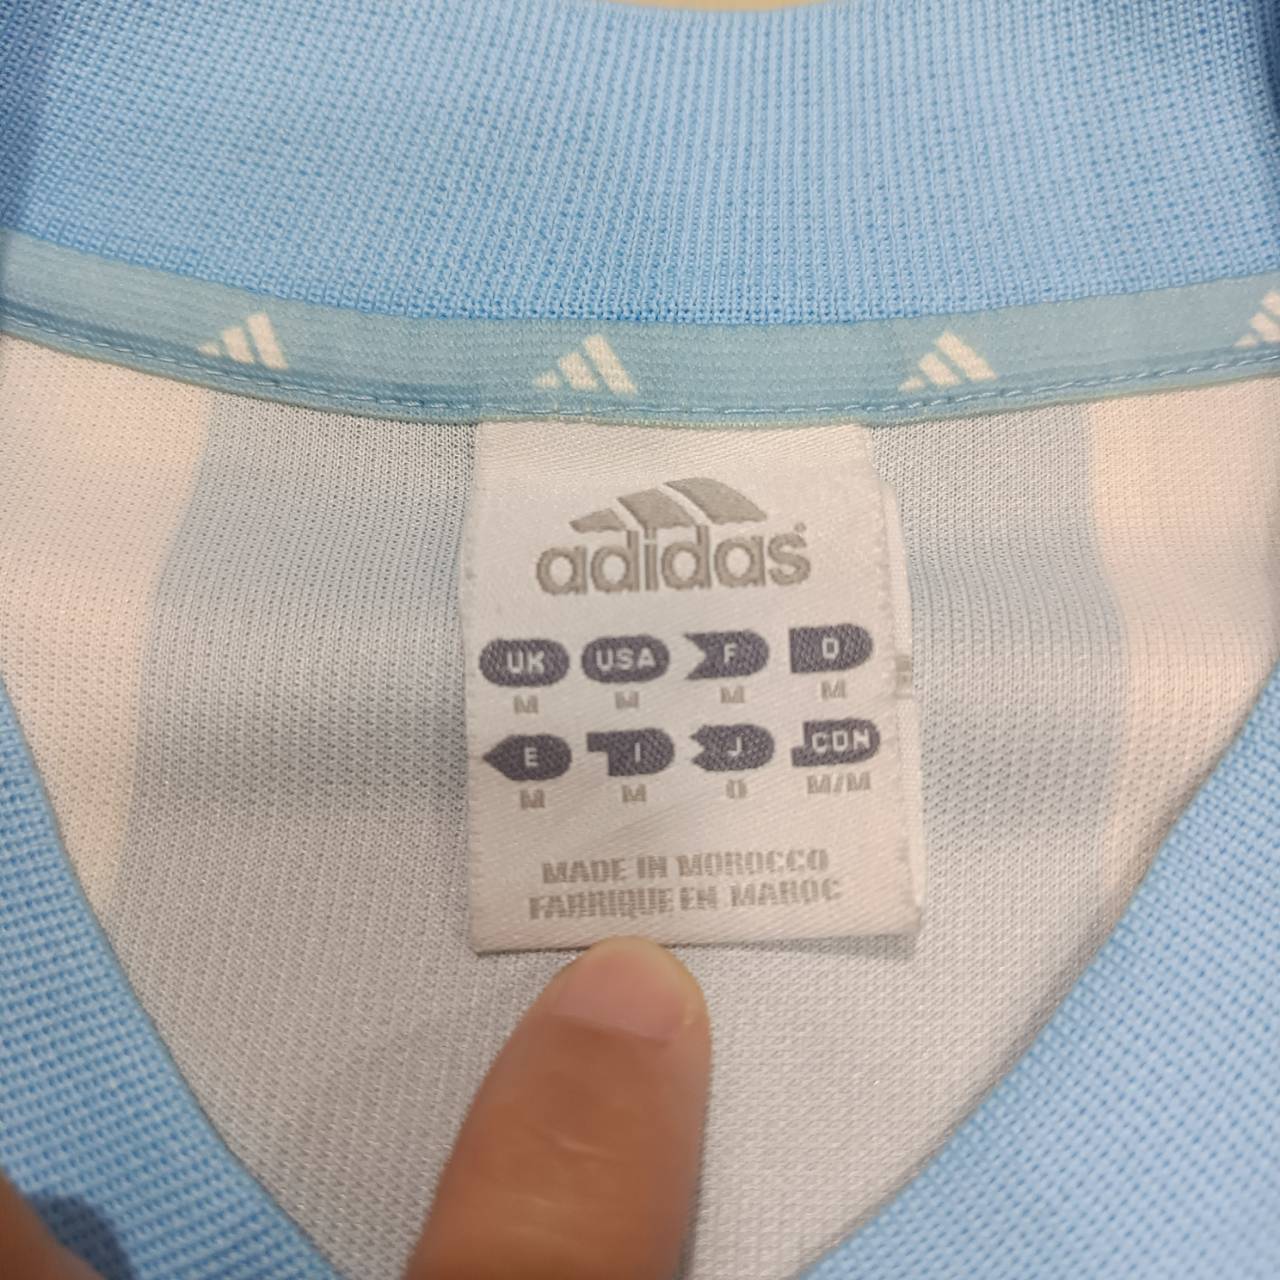 adidas®
UK USA F D
M M M M
E I J CDN
M M O M/M
MADE IN MOROCCO
FABRIQUE EN MAROC